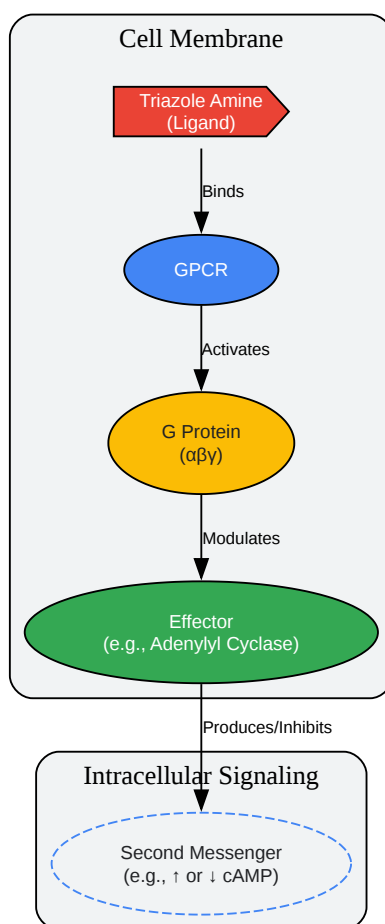 Cell Membrane
Triazole Amine
(Ligand)
Binds
GPCR
Activates
G Protein
(αβγ)
Modulates
Effector
(e.g., Adenylyl Cyclase)
Produces/Inhibits
Intracellular Signaling
Second Messenger
(e.g., ↑ or ↓ cAMP)